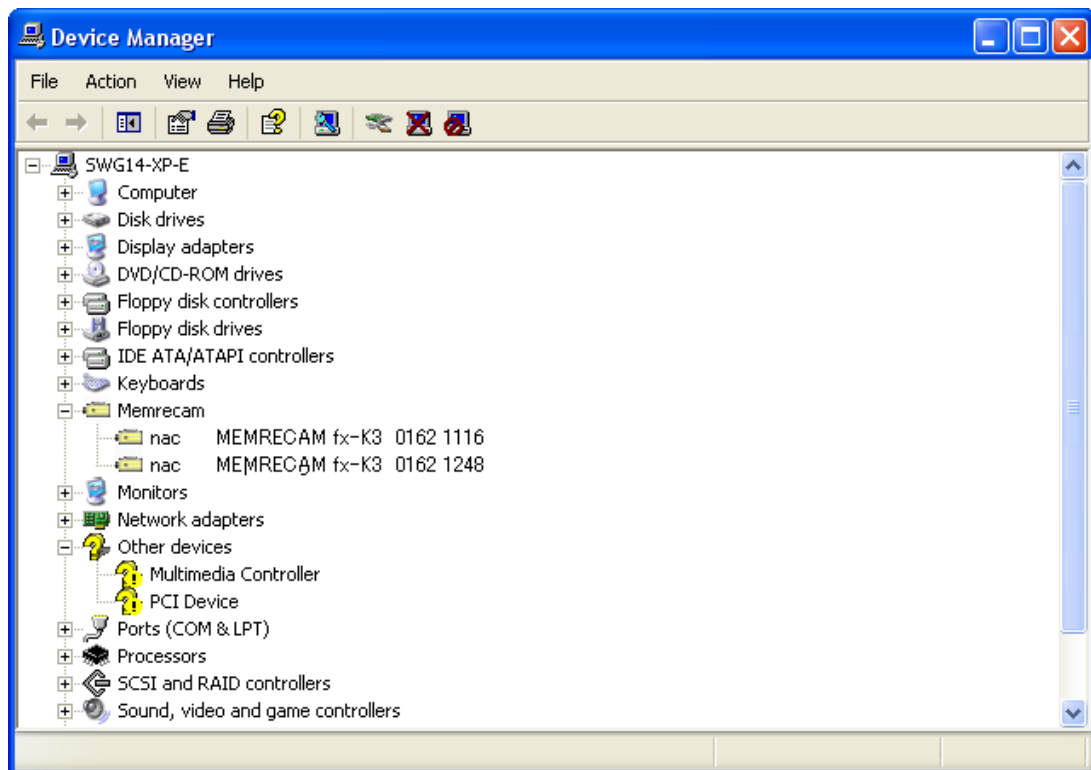 Device Manager
File Action View Help
SWG14-XP-E
Computer
Disk drives
Display adapters
DVD/CD-ROM drives
Floppy disk controllers
Floppy disk drives
IDE ATA/ATAPI controllers
Keyboards
Memrecam
nac MEMRECAM fx-K3 0162 1116
nac MEMRECAM fx-K3 0162 1248
Monitors
Network adapters
Other devices
Multimedia Controller
PCI Device
Ports (COM & LPT)
Processors
SCSI and RAID controllers
Sound, video and game controllers